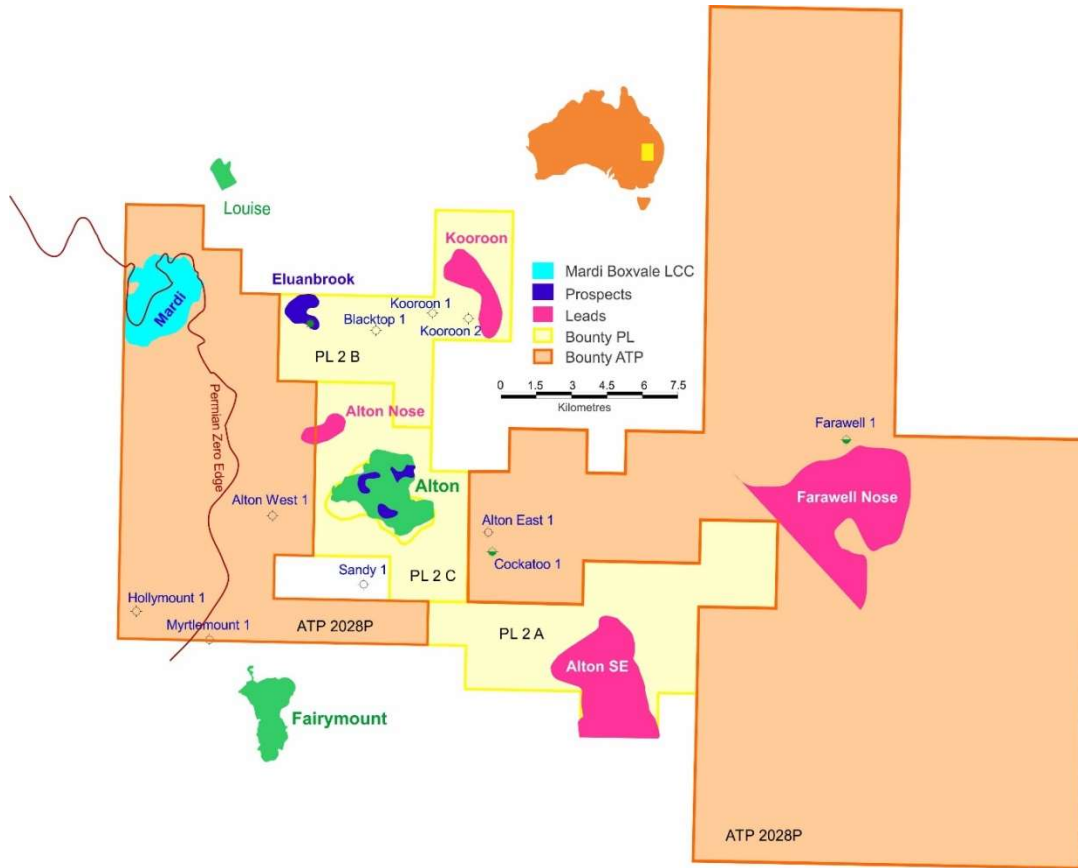 Louise
Kooroon
Mardi Boxvale LCC
Prospects
Leads
Bounty PL
Bounty ATP
0 1.5 3 4.5 6 7.5
Kilometres
Eluanbrook
Mardi
Kooroon 1
Blacktop 1
Kooroon 2
PL 2 B
Permian Zero Edge
Alton Nose
Farawell 1
Alton
Farawell Nose
Alton West 1
Alton East 1
Cockatoo 1
Sandy 1
PL 2 C
Hollymount 1
Myrtlemount 1
ATP 2028P
PL 2 A
Alton SE
Fairymount
ATP 2028P